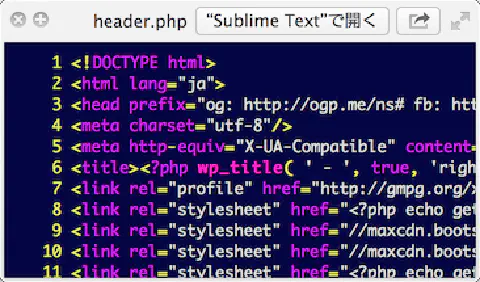 header.php "Sublime Text"で開く
1 <!DOCTYPE html>
2 <html lang="ja">
3 <head prefix="og: http://ogp.me/ns# fb: htt
4 <meta charset="utf-8"/>
5 <meta http-equiv="X-UA-Compatible" content=
6 <title><?php wp_title( ' - ', true, 'righ
7 <link rel="profile" href="http://gmpg.org/x
8 <link rel="stylesheet" href="<?php echo get
9 <link rel="stylesheet" href="//maxcdn.boots
10 <link rel="stylesheet" href="//maxcdn.boots
11 <link rel="stylesheet" href="<?php echo get